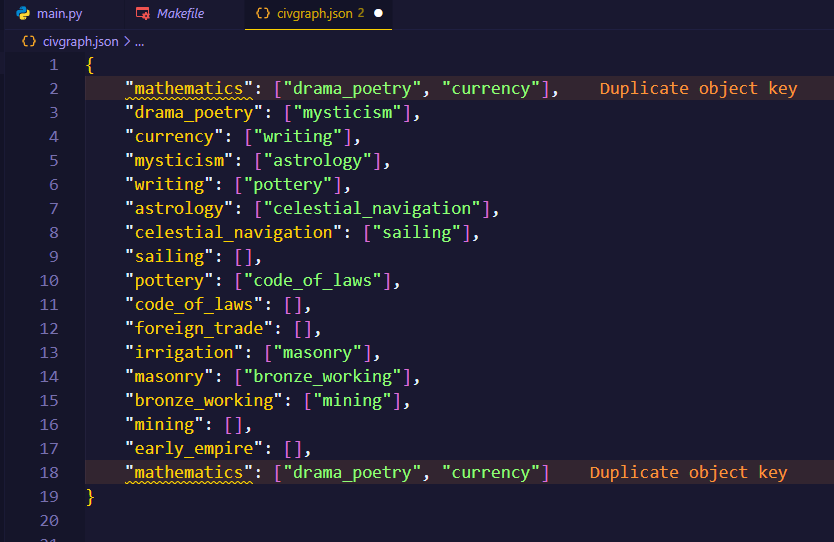 main.py Makefile civgraph.json 2
civgraph.json > ...
1 {
2 "mathematics": ["drama_poetry", "currency"], Duplicate object key
3 "drama_poetry": ["mysticism"],
4 "currency": ["writing"],
5 "mysticism": ["astrology"],
6 "writing": ["pottery"],
7 "astrology": ["celestial_navigation"],
8 "celestial_navigation": ["sailing"],
9 "sailing": [],
10 "pottery": ["code_of_laws"],
11 "code_of_laws": [],
12 "foreign_trade": [],
13 "irrigation": ["masonry"],
14 "masonry": ["bronze_working"],
15 "bronze_working": ["mining"],
16 "mining": [],
17 "early_empire": [],
18 "mathematics": ["drama_poetry", "currency"] Duplicate object key
19 }
20